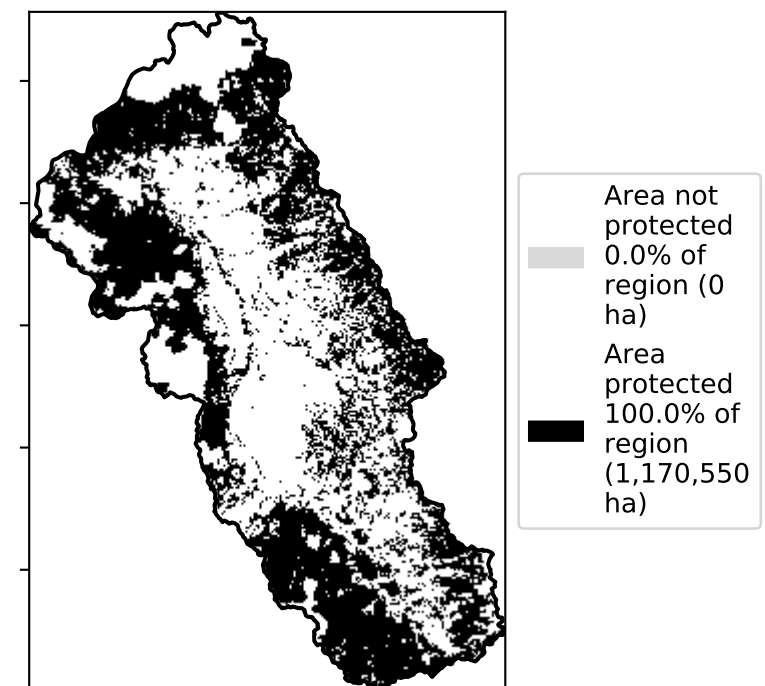 Area not
protected
0.0% of
region (0
ha)
Area
protected
100.0% of
region
(1,170,550
ha)